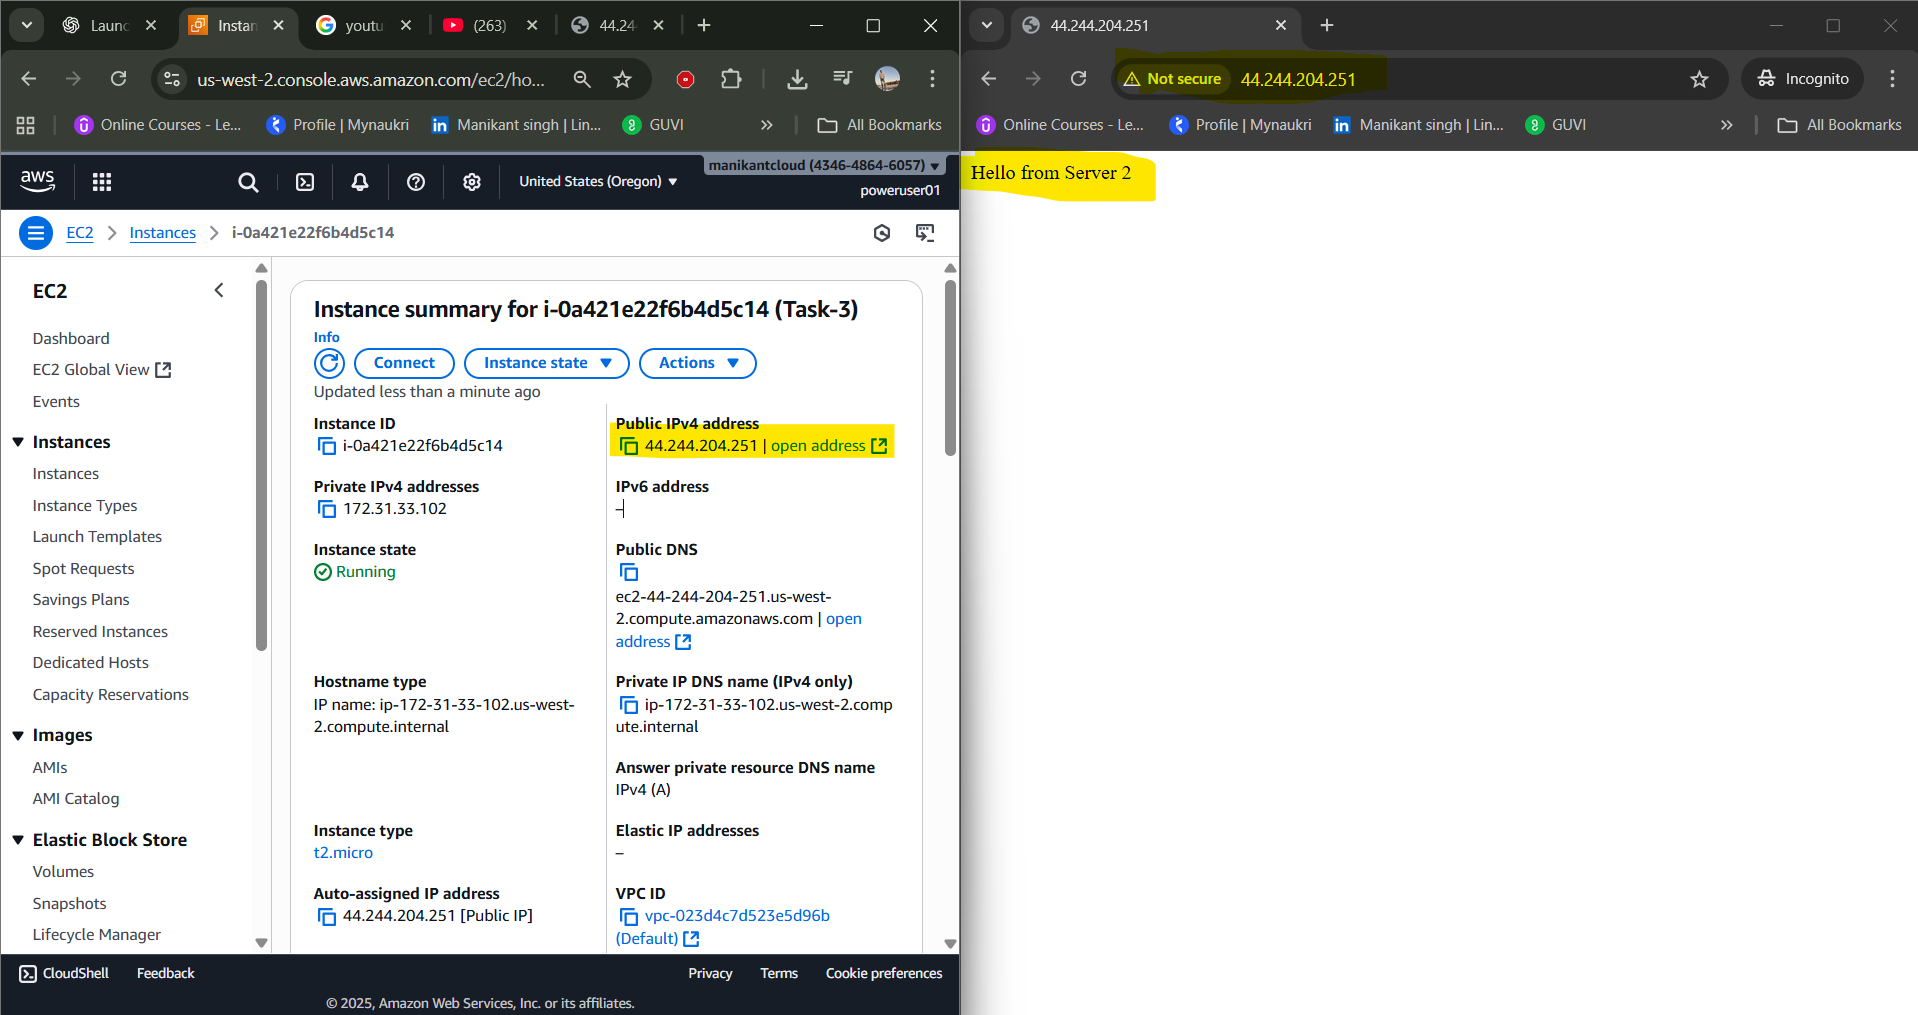 Launc
Instan
youtu
(263)
44.24
us-west-2.console.aws.amazon.com/ec2/ho...
Online Courses - Le...
Profile | Mynaukri
Manikant singh | Lin...
GUVI
All Bookmarks
aws
United States (Oregon)
manikantcloud (4346-4864-6057)
poweruser01
EC2
Instances
i-0a421e22f6b4d5c14
EC2
Dashboard
EC2 Global View
Events
Instances
Instances
Instance Types
Launch Templates
Spot Requests
Savings Plans
Reserved Instances
Dedicated Hosts
Capacity Reservations
Images
AMIs
AMI Catalog
Elastic Block Store
Volumes
Snapshots
Lifecycle Manager
Instance summary for i-0a421e22f6b4d5c14 (Task-3)
Info
Connect
Instance state
Actions
Updated less than a minute ago
Instance ID
i-0a421e22f6b4d5c14
Public IPv4 address
44.244.204.251 | open address
Private IPv4 addresses
172.31.33.102
IPv6 address
–
Instance state
Running
Public DNS
ec2-44-244-204-251.us-west-
2.compute.amazonaws.com | open
address
Hostname type
IP name: ip-172-31-33-102.us-west-
2.compute.internal
Private IP DNS name (IPv4 only)
ip-172-31-33-102.us-west-2.comp
ute.internal
Answer private resource DNS name
IPv4 (A)
Instance type
t2.micro
Elastic IP addresses
–
Auto-assigned IP address
44.244.204.251 [Public IP]
VPC ID
vpc-023d4c7d523e5d96b
(Default)
CloudShell
Feedback
Privacy
Terms
Cookie preferences
© 2025, Amazon Web Services, Inc. or its affiliates.
44.244.204.251
Not secure
44.244.204.251
Incognito
Online Courses - Le...
Profile | Mynaukri
Manikant singh | Lin...
GUVI
All Bookmarks
Hello from Server 2